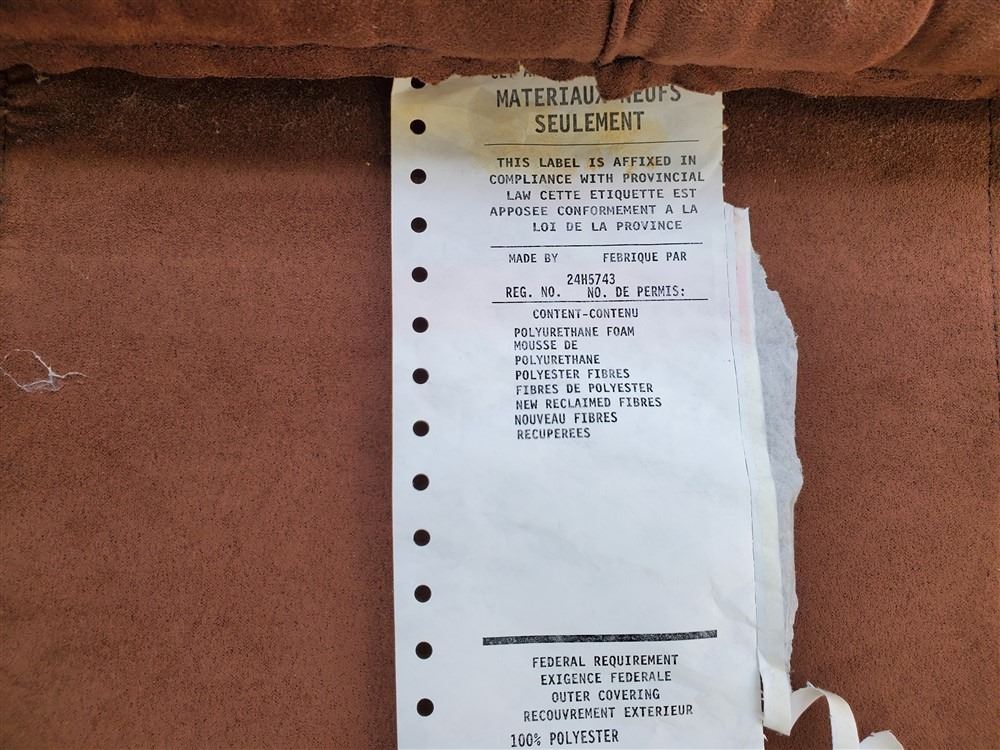 MATERIAUX NEUFS
SEULEMENT
THIS LABEL IS AFFIXED IN
COMPLIANCE WITH PROVINCIAL
LAW CETTE ETIQUETTE EST
APPOSEE CONFORMEMENT A LA
LOI DE LA PROVINCE
MADE BY FEBRIQUE PAR
24H5743
REG. NO. NO. DE PERMIS:
CONTENT-CONTENU
POLYURETHANE FOAM
MOUSSE DE
POLYURETHANE
POLYESTER FIBRES
FIBRES DE POLYESTER
NEW RECLAIMED FIBRES
NOUVEAU FIBRES
RECUPEREES
FEDERAL REQUIREMENT
EXIGENCE FEDERALE
OUTER COVERING
RECOUVREMENT EXTERIEUR
100% POLYESTER